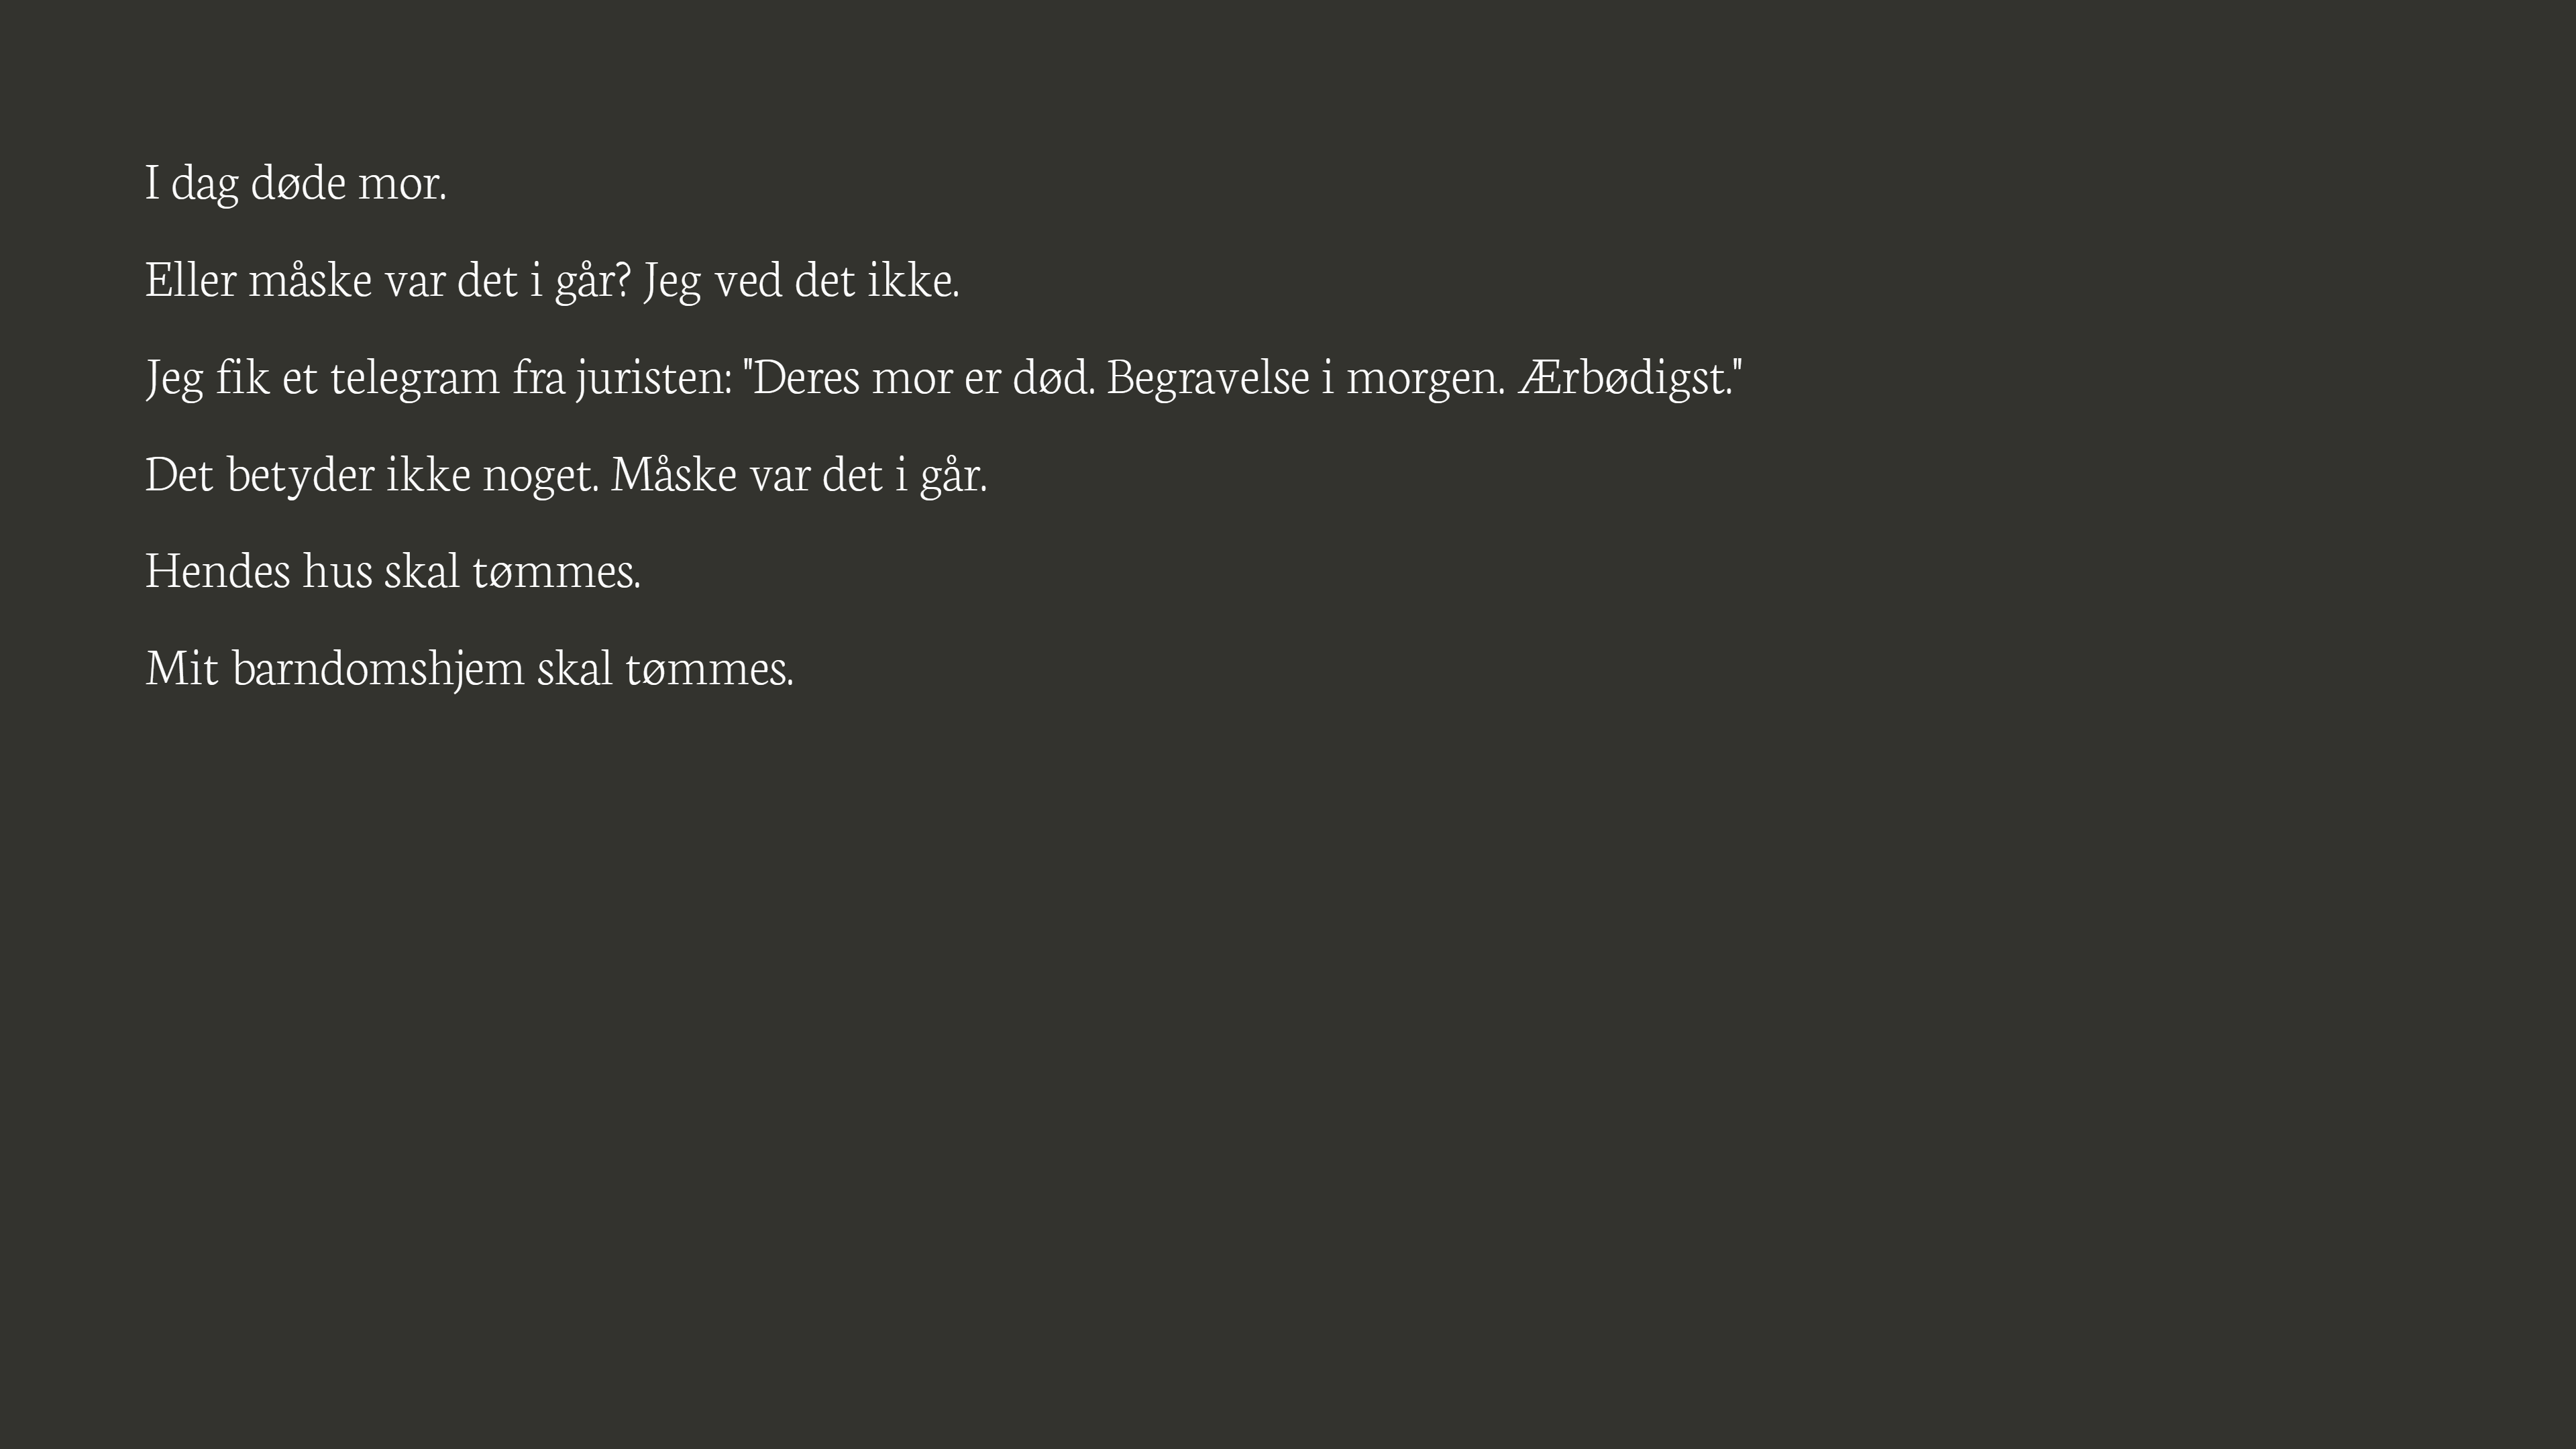 I dag døde mor.
Eller måske var det i går? Jeg ved det ikke.
Jeg fik et telegram fra juristen: "Deres mor er død. Begravelse i morgen. Ærbødigst."
Det betyder ikke noget. Måske var det i går.
Hendes hus skal tømmes.
Mit barndomshjem skal tømmes.